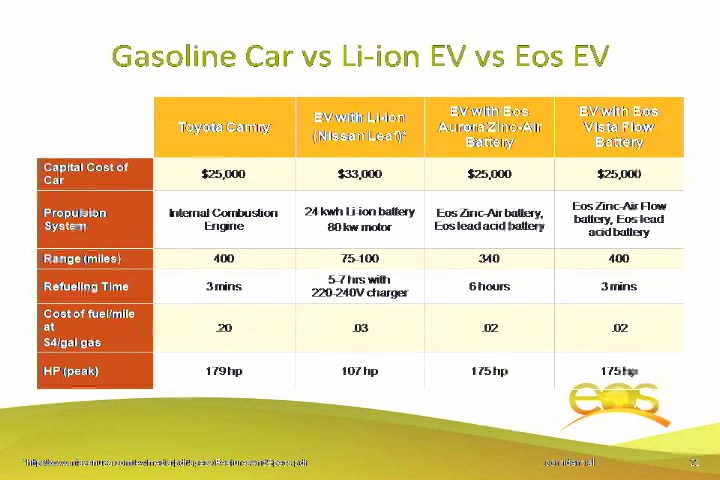 Gasoline Car vs Li-ion EV vs Eos EV
Toyota Camry
EV with Li-ion
(Nissan Leaf)*
EV with Eos
Aurora Zinc-Air
Battery
EV with Eos
Vista Flow
Battery
Capital Cost of
Car
$25,000
$33,000
$25,000
$25,000
Propulsion
System
Internal Combustion
Engine
24 kwh Li-ion battery
80 kw motor
Eos Zinc-Air battery,
Eos lead acid battery
Eos Zinc-Air Flow
battery, Eos lead
acid battery
Range (miles)
400
75-100
340
400
Refueling Time
3 mins
5-7 hrs with
220-240V charger
6 hours
3 mins
Cost of fuel/mile
at
$4/gal gas
.20
.03
.02
.02
HP (peak)
179 hp
107 hp
175 hp
175 hp
eos
confidential